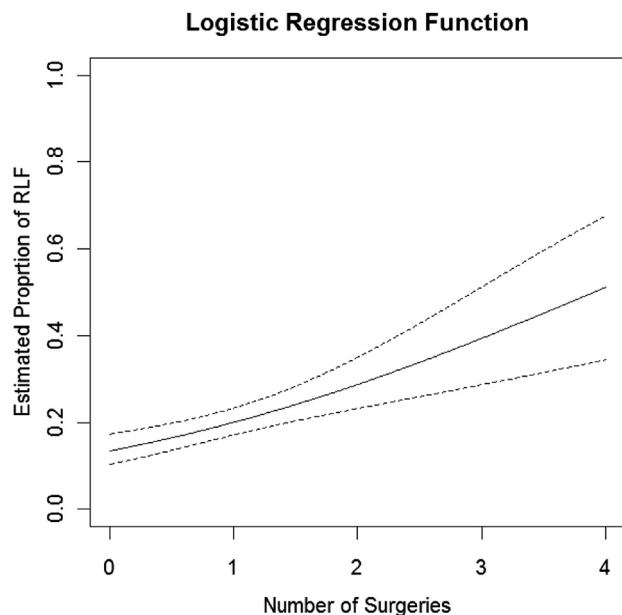 Logistic Regression Function
Estimated Proprtion of RLF
1.0
0.8
0.6
0.4
0.2
0.0
0 1 2 3 4
Number of Surgeries